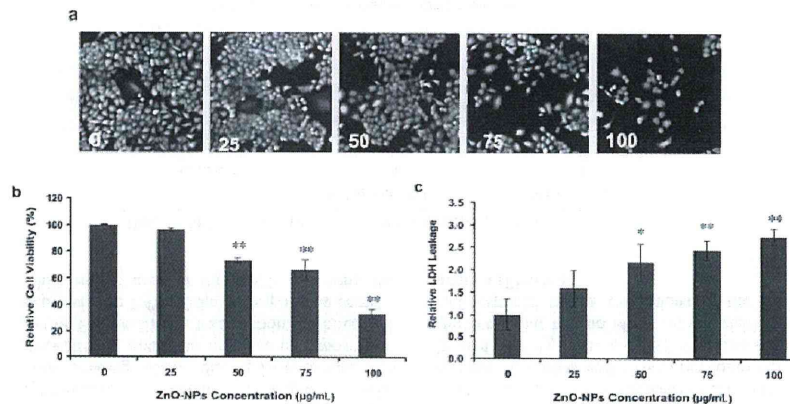 a
0 25 50 75 100
b
Relative Cell Viability (%)
120
100
80
60
40
20
0
** ** **
0 25 50 75 100
ZnO-NPs Concentration (µg/mL)
c
Relative LDH Leakage
3.5
3.0
2.5
2.0
1.5
1.0
0.5
0.0
* ** **
0 25 50 75 100
ZnO-NPs Concentration (µg/mL)